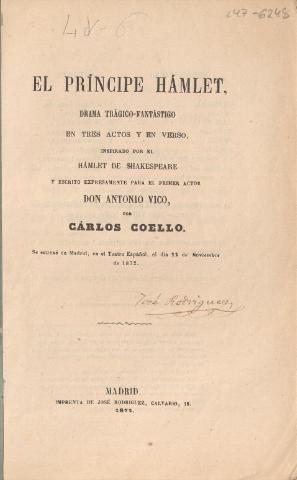 L47-6248
EL PRÍNCIPE HÁMLET,
DRAMA TRÁGICO-FANTÁSTICO
EN TRES ACTOS Y EN VERSO,
INSPIRADO POR EL
HÁMLET DE SHAKESPEARE
Y ESCRITO EXPRESAMENTE PARA EL PRIMER ACTOR
DON ANTONIO VICO,
POR
CÁRLOS COELLO.
Se estrenó en Madrid, en el Teatro Español, el dia 22 de Noviembre
de 1872.
José Rodriguez
MADRID.
IMPRENTA DE JOSÉ RODRIGUEZ, CALVARIO, 18.
1872.